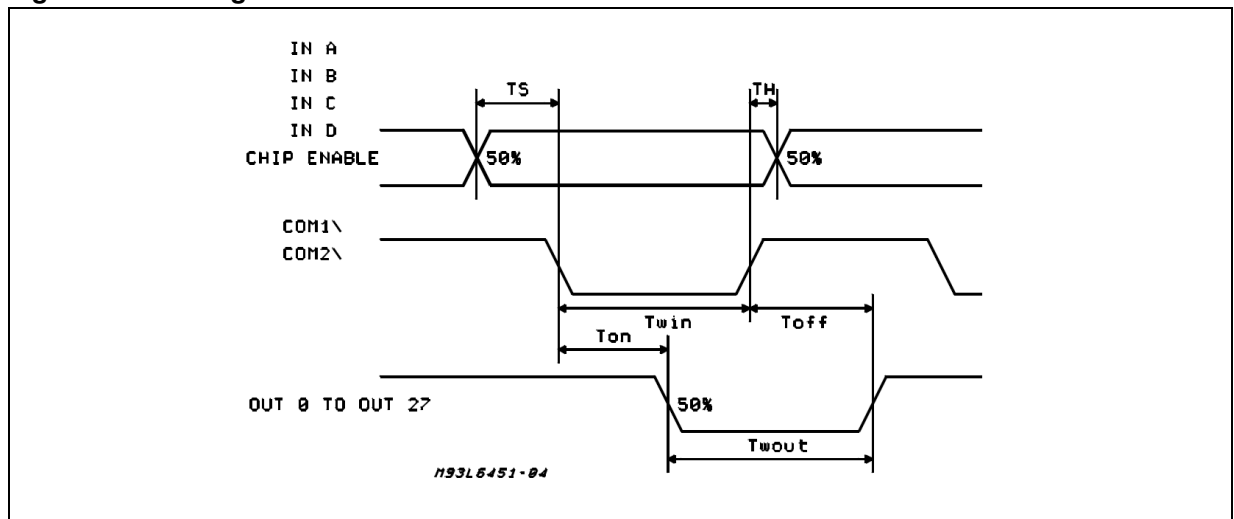 IN A
IN B
IN C
IN D
CHIP ENABLE
TS
TH
50%
50%
COM1\
COM2\
Twin
Toff
Ton
OUT 0 TO OUT 27
50%
Twout
M93L6451-04